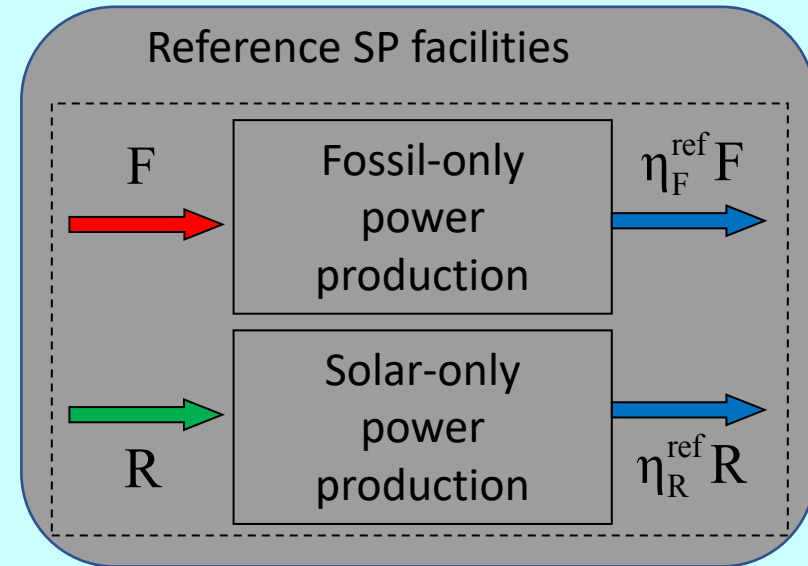 Reference SP facilities
F
Fossil-only
power
production
η_F^ref F
R
Solar-only
power
production
η_R^ref R